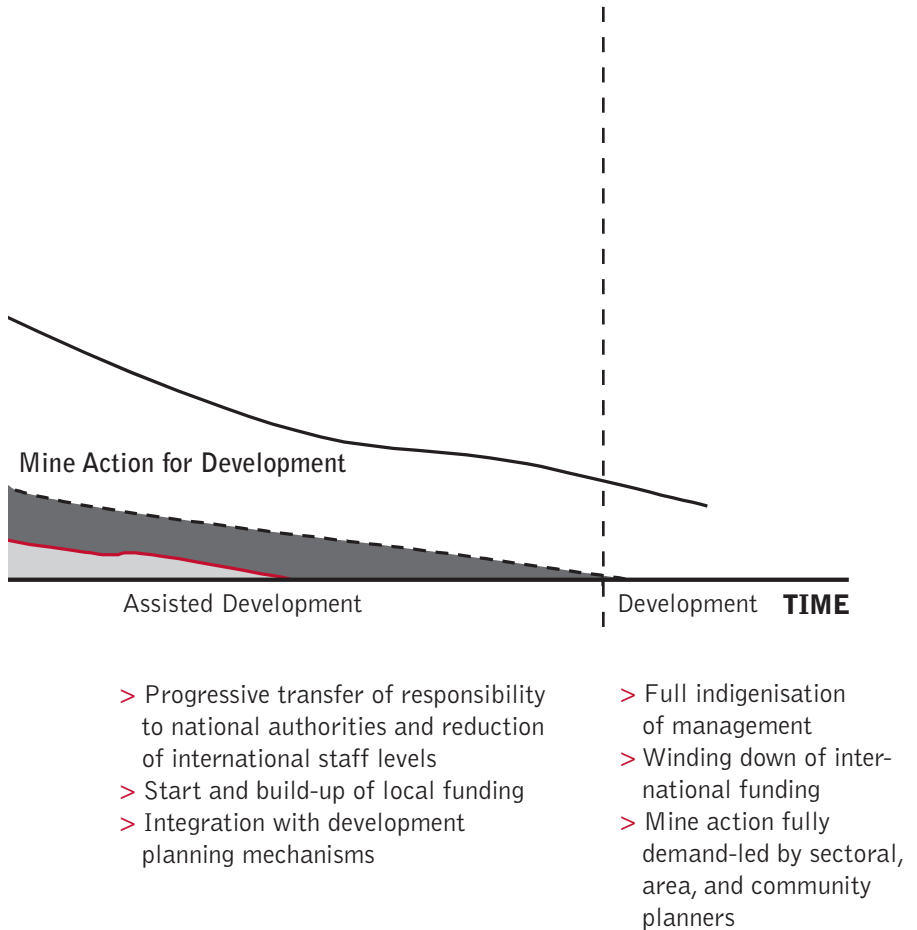 Mine Action for Development
Assisted Development
Development
TIME
> Progressive transfer of responsibility
to national authorities and reduction
of international staff levels
> Start and build-up of local funding
> Integration with development
planning mechanisms
> Full indigenisation
of management
> Winding down of inter-
national funding
> Mine action fully
demand-led by sectoral,
area, and community
planners